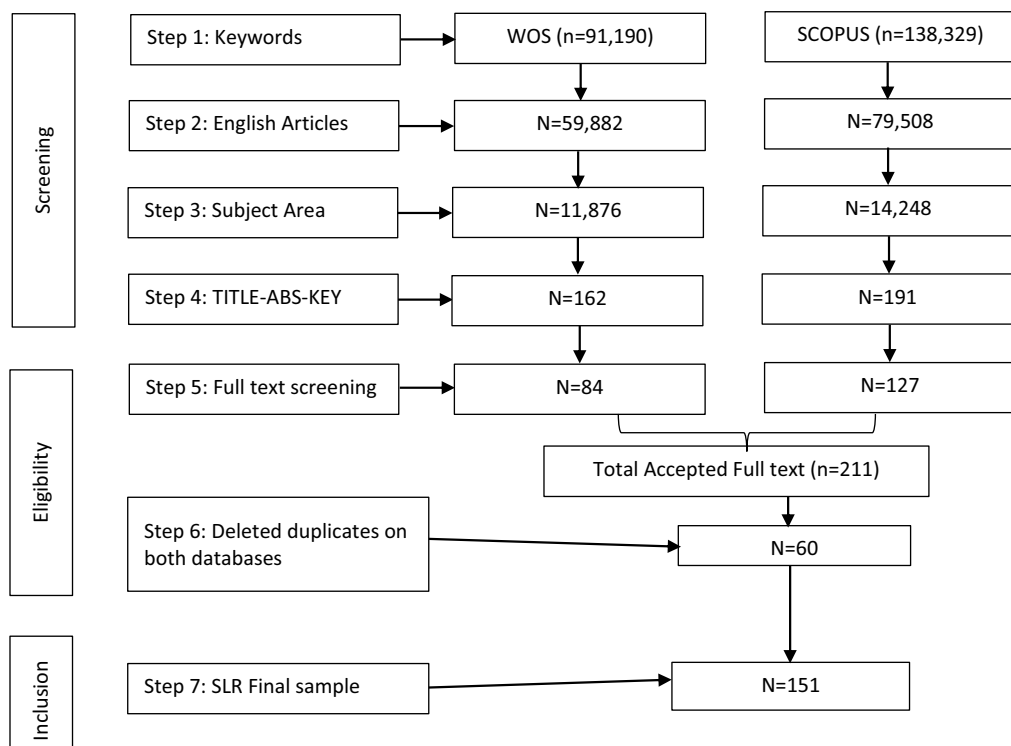 Screening
Step 1: Keywords
WOS (n=91,190)
SCOPUS (n=138,329)
Step 2: English Articles
N=59,882
N=79,508
Step 3: Subject Area
N=11,876
N=14,248
Step 4: TITLE-ABS-KEY
N=162
N=191
Eligibility
Step 5: Full text screening
N=84
N=127
Total Accepted Full text (n=211)
Step 6: Deleted duplicates on
both databases
N=60
Inclusion
Step 7: SLR Final sample
N=151